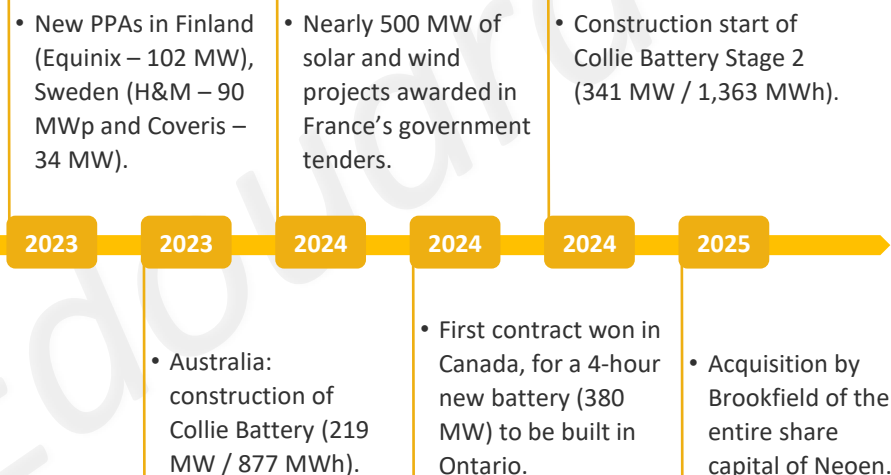 • New PPAs in Finland
(Equinix – 102 MW),
Sweden (H&M – 90
MWp and Coveris –
34 MW).
• Nearly 500 MW of
solar and wind
projects awarded in
France's government
tenders.
• Construction start of
Collie Battery Stage 2
(341 MW / 1,363 MWh).
2023
2023
2024
2024
2024
2025
• Australia:
construction of
Collie Battery (219
MW / 877 MWh).
• First contract won in
Canada, for a 4-hour
new battery (380
MW) to be built in
Ontario.
• Acquisition by
Brookfield of the
entire share
capital of Neoen.